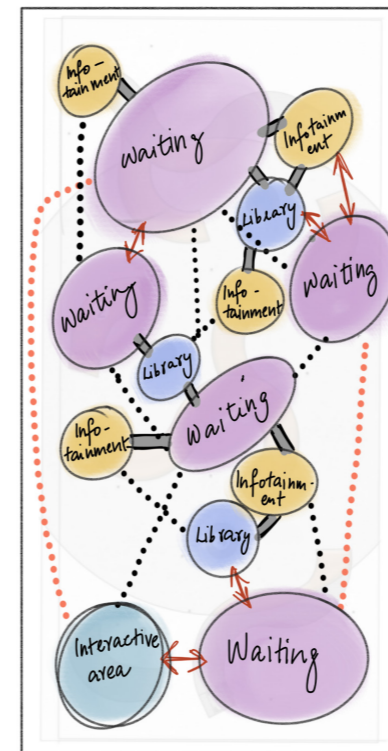 Info-
tainment
Waiting
Infotainm
ent
Library
Waiting
Waiting
Info-
tainment
Library
Waiting
Info-
tainment
Infotainm-
ent
Library
Interactive
area
Waiting